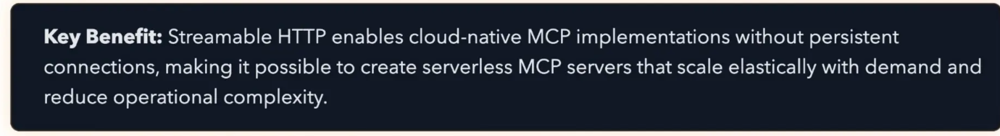 Key Benefit: Streamable HTTP enables cloud-native MCP implementations without persistent
connections, making it possible to create serverless MCP servers that scale elastically with demand and
reduce operational complexity.